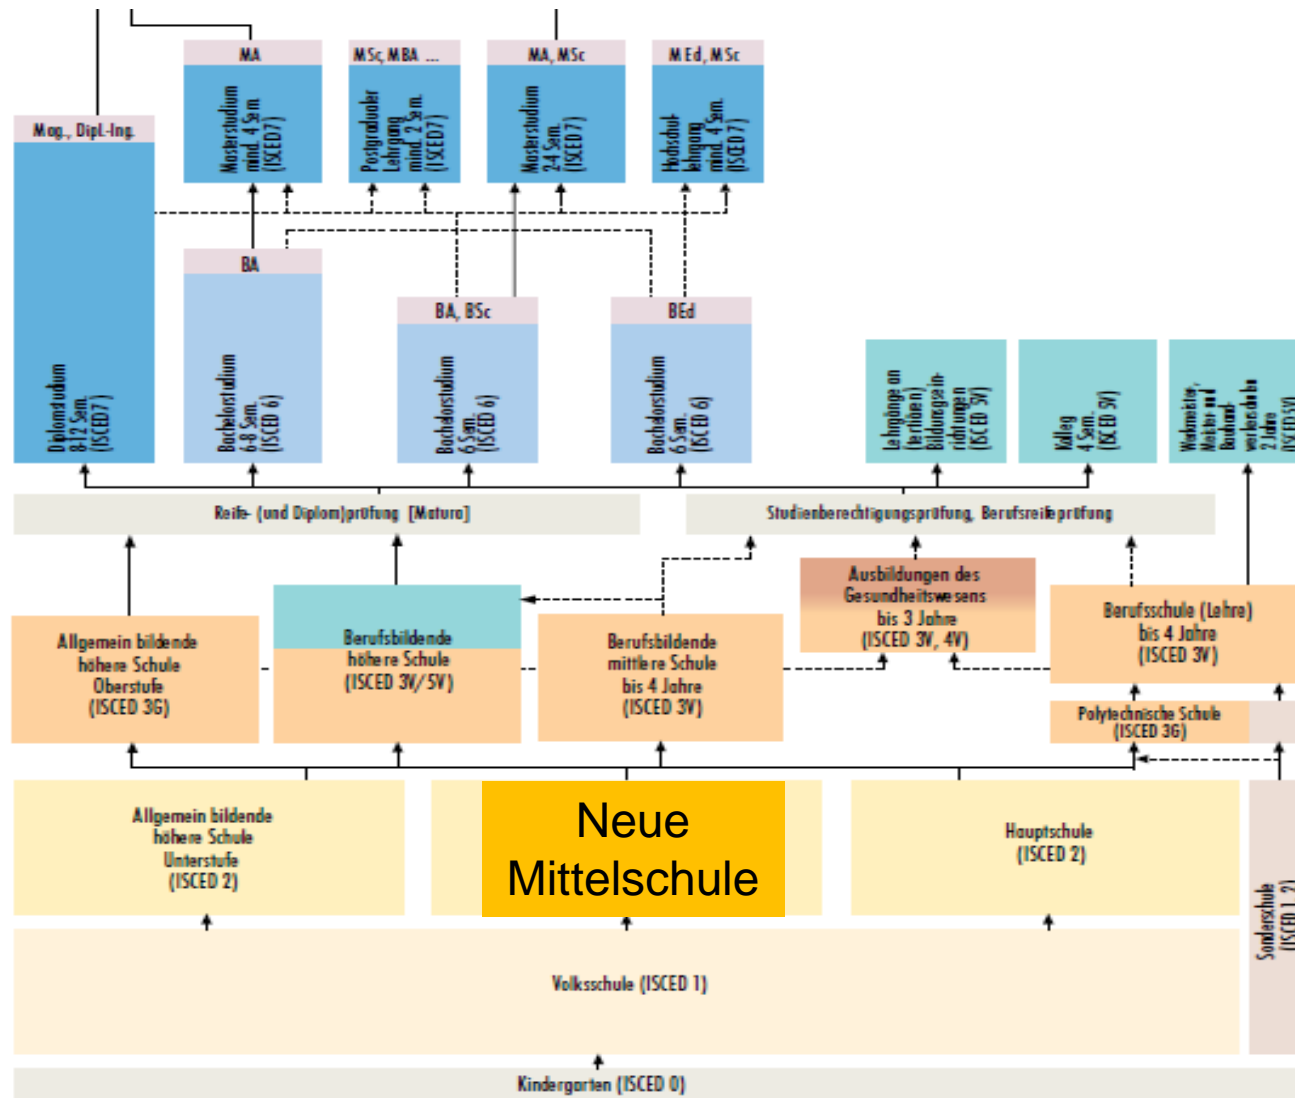 MA
MSc, MBA ...
MA, MSc
MEd, MSc
Mag., Dipl.-Ing.
Masterstudium
mind. 4 Sem.
(ISCED 7)
Postgradualer
Lehrgang
mind. 2 Sem.
(ISCED 7)
Masterstudium
2-4 Sem.
(ISCED 7)
Hochschul-
lehrgang
mind. 4 Sem.
(ISCED 7)
BA
BA, BSc
BEd
Diplomstudium
8-12 Sem.
(ISCED 7)
Bachelorstudium
6-8 Sem.
(ISCED 6)
Bachelorstudium
6 Sem.
(ISCED 6)
Bachelorstudium
6 Sem.
(ISCED 6)
Lehrgänge an
(tertiären)
Bildungsein-
richtungen
(ISCED 5V)
Kolleg
4 Sem.
(ISCED 5V)
Werkmeister,
Meister und
Bauhand-
werkerschule
2 Jahre
(ISCED 5V)
Reife- (und Diplom)prüfung [Matura]
Studienberechtigungsprüfung, Berufsreifeprüfung
Allgemein bildende
höhere Schule
Oberstufe
(ISCED 3G)
Berufsbildende
höhere Schule
(ISCED 3V/5V)
Berufsbildende
mittlere Schule
bis 4 Jahre
(ISCED 3V)
Ausbildungen des
Gesundheitswesens
bis 3 Jahre
(ISCED 3V, 4V)
Berufsschule (Lehre)
bis 4 Jahre
(ISCED 3V)
Polytechnische Schule
(ISCED 3G)
Allgemein bildende
höhere Schule
Unterstufe
(ISCED 2)
Neue
Mittelschule
Hauptschule
(ISCED 2)
Sonderschule
(ISCED 1, 2)
Volksschule (ISCED 1)
Kindergarten (ISCED 0)